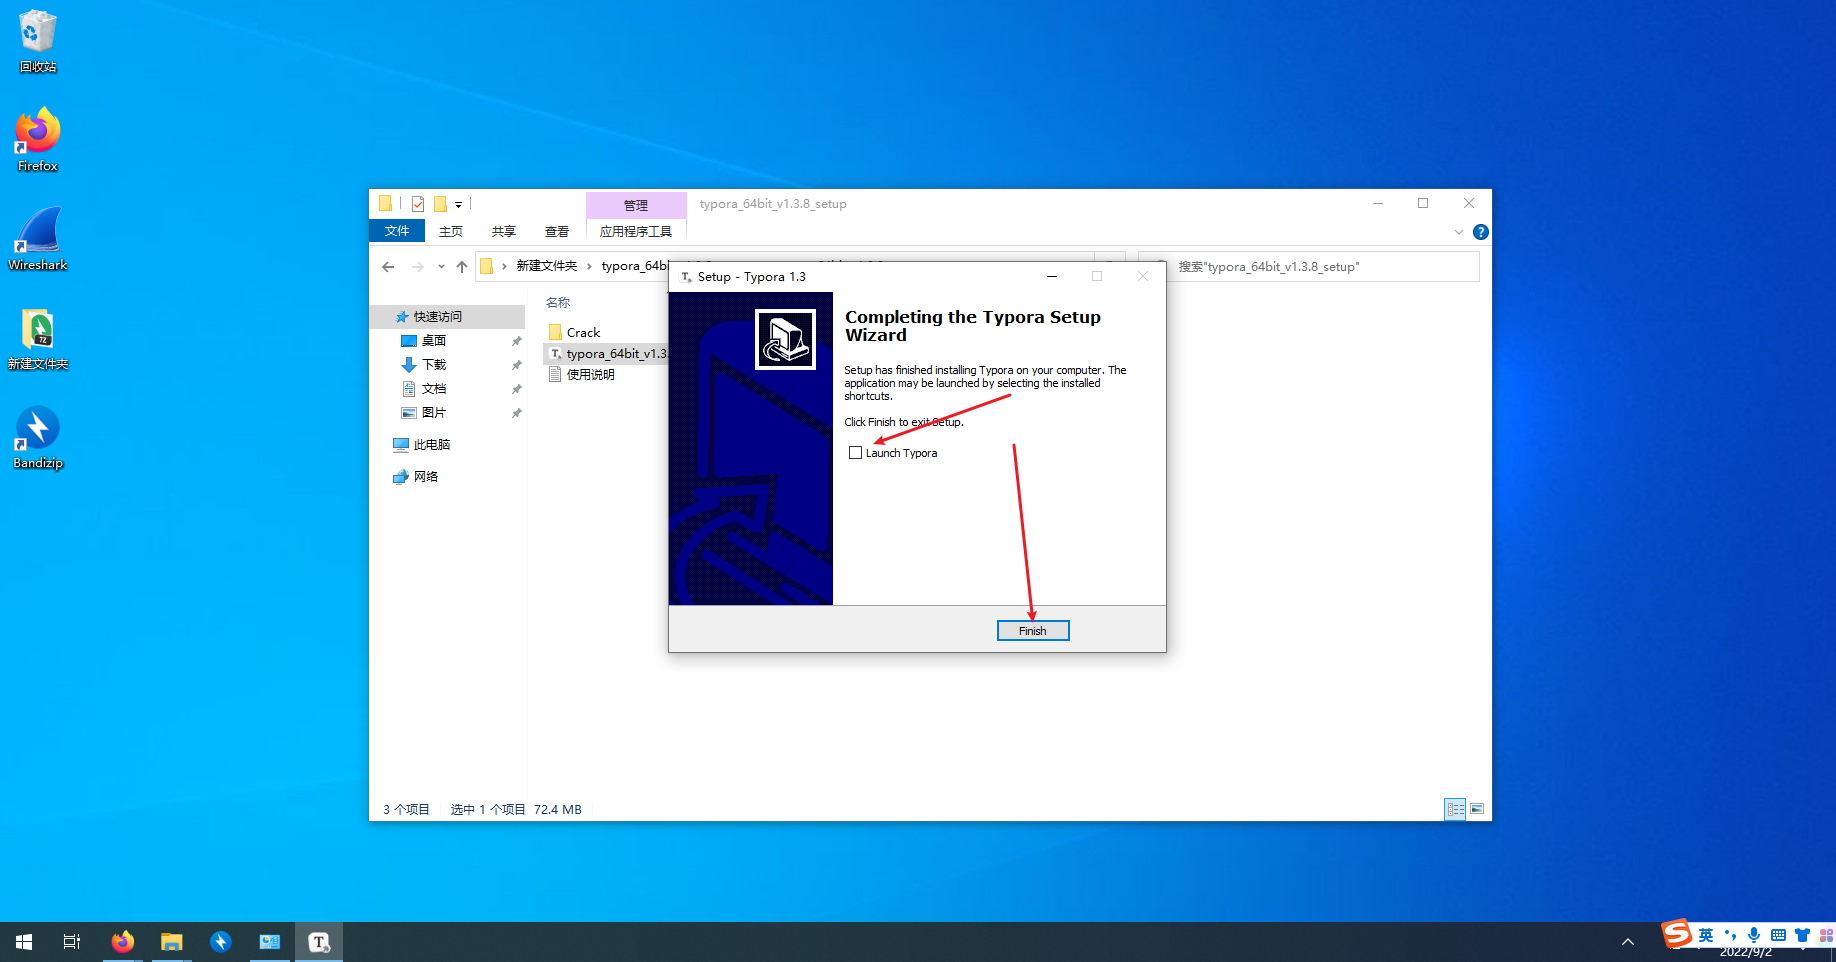 回收站
Firefox
Wireshark
新建文件夹
Bandizip
管理
typora_64bit_v1.3.8_setup
文件
主页
共享
查看
应用程序工具
新建文件夹
typora_64bi
搜索"typora_64bit_v1.3.8_setup"
快速访问
桌面
下载
文档
图片
此电脑
网络
名称
Crack
typora_64bit_v1.3.
使用说明
Setup - Typora 1.3
Completing the Typora Setup
Wizard
Setup has finished installing Typora on your computer. The
application may be launched by selecting the installed
shortcuts.
Click Finish to exit Setup.
Launch Typora
Finish
3 个项目
选中 1 个项目 72.4 MB
英
2022/9/2